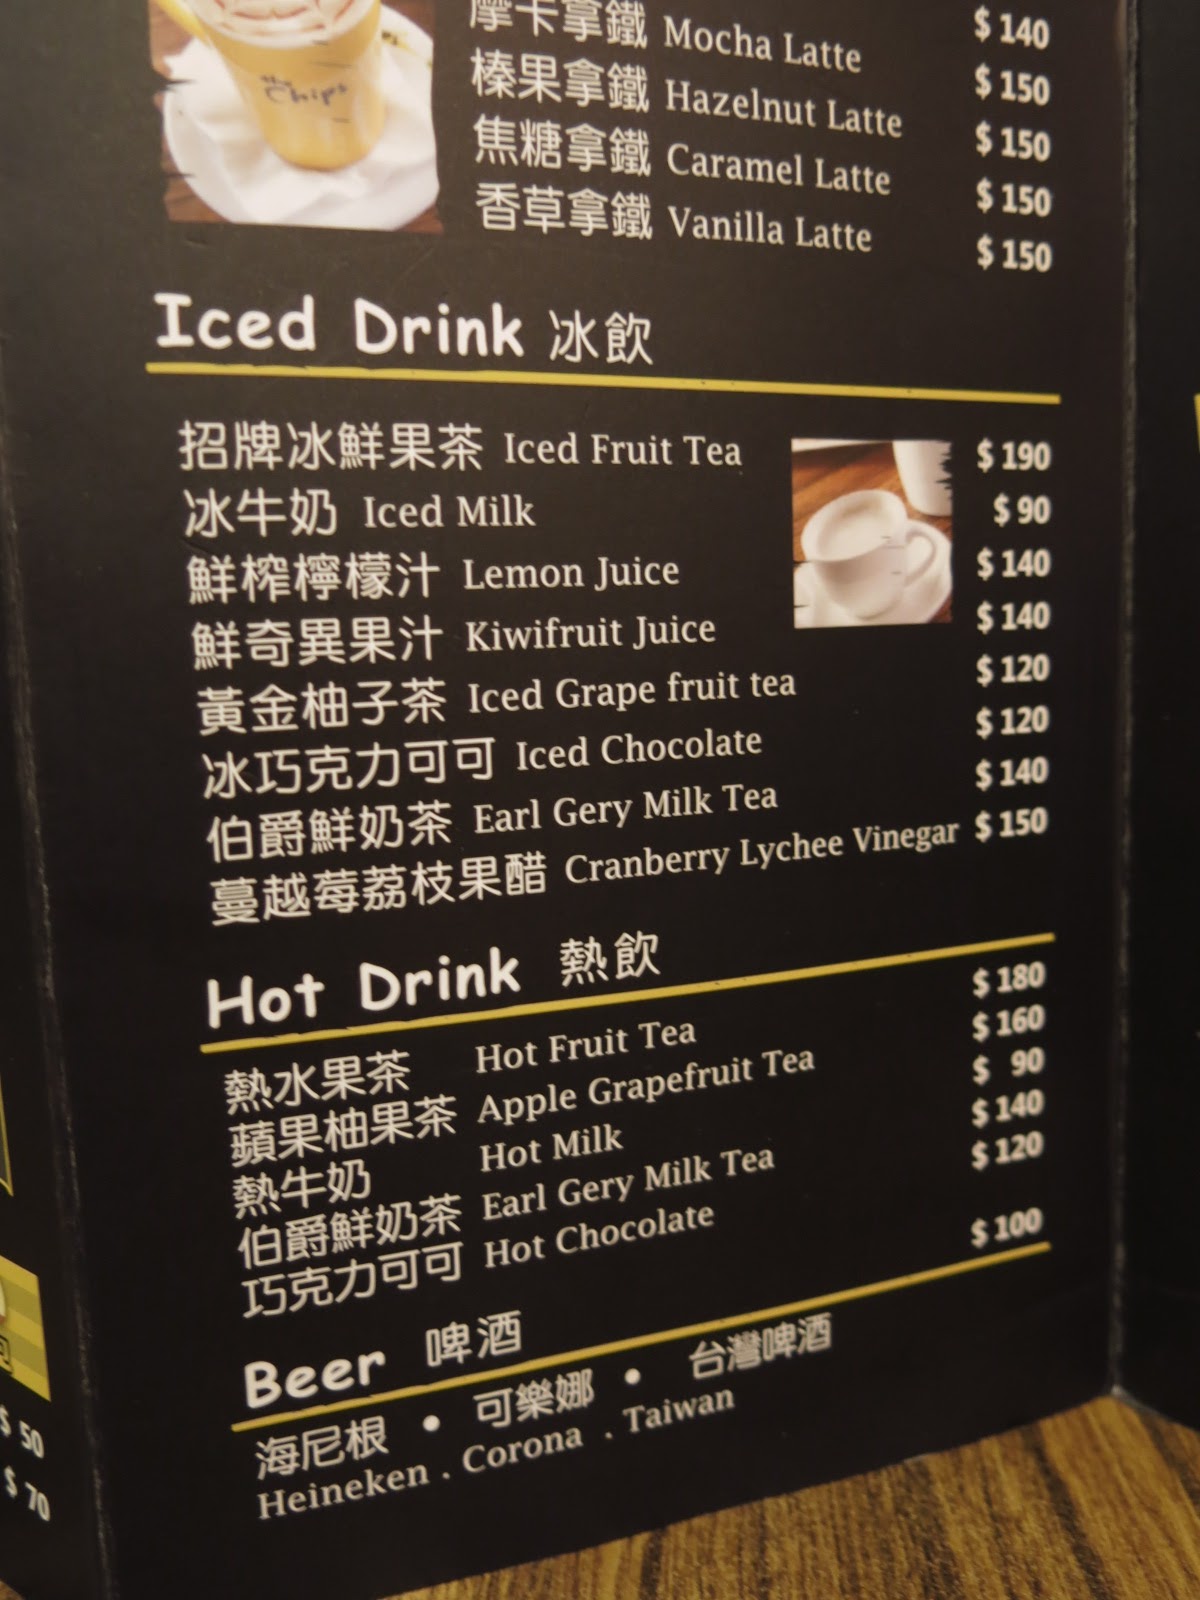 the
Chips
$ 140
摩卡拿鐵 Mocha Latte $ 150
榛果拿鐵 Hazelnut Latte $ 150
焦糖拿鐵 Caramel Latte $ 150
香草拿鐵 Vanilla Latte $ 150
Iced Drink 冰飲
招牌冰鮮果茶 Iced Fruit Tea $ 190
冰牛奶 Iced Milk $ 90
鮮榨檸檬汁 Lemon Juice $ 140
鮮奇異果汁 Kiwifruit Juice $ 140
黃金柚子茶 Iced Grape fruit tea $ 120
冰巧克力可可 Iced Chocolate $ 120
伯爵鮮奶茶 Earl Gery Milk Tea $ 140
蔓越莓荔枝果醋 Cranberry Lychee Vinegar $ 150
Hot Drink 熱飲
熱水果茶 Hot Fruit Tea $ 180
蘋果柚果茶 Apple Grapefruit Tea $ 160
熱牛奶 Hot Milk $ 90
伯爵鮮奶茶 Earl Gery Milk Tea $ 140
巧克力可可 Hot Chocolate $ 120
Beer 啤酒 $ 100
海尼根 • 可樂娜 • 台灣啤酒
Heineken . Corona . Taiwan
$ 50
$ 70